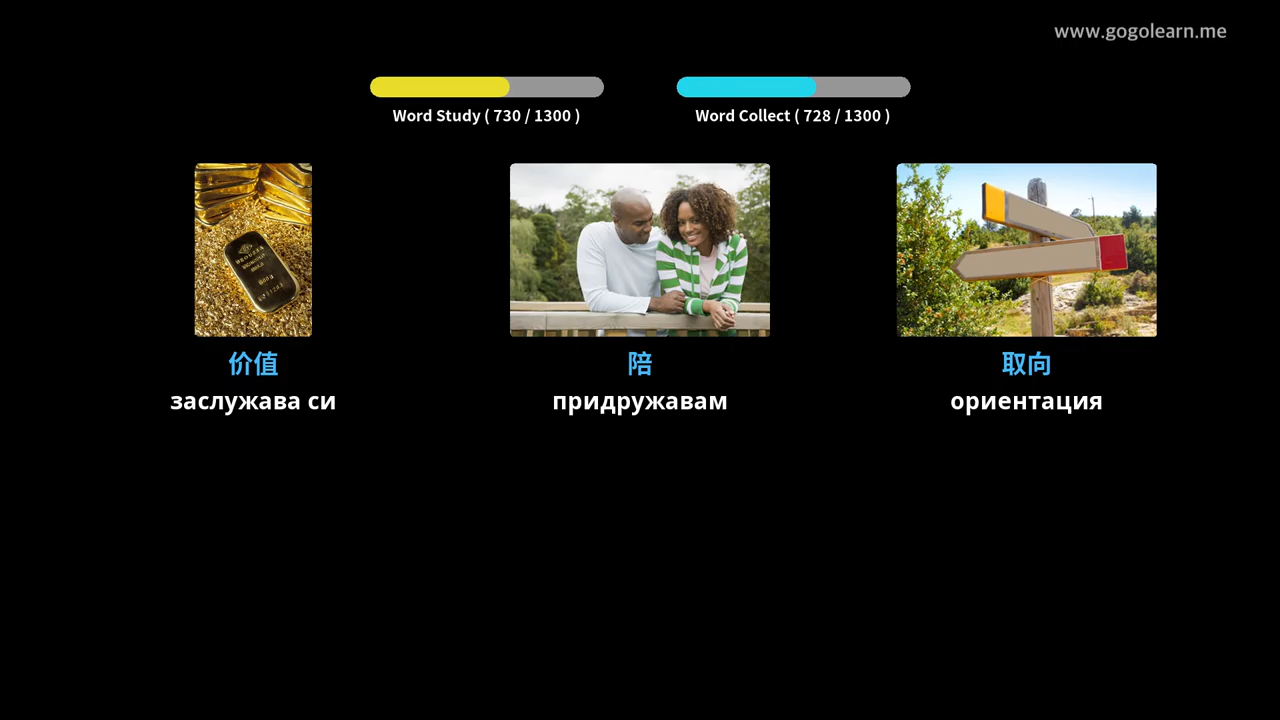 www.gogolearn.me
Word Study ( 730 / 1300 )
Word Collect ( 728 / 1300 )
价值
陪
取向
заслужава си
придружавам
ориентация